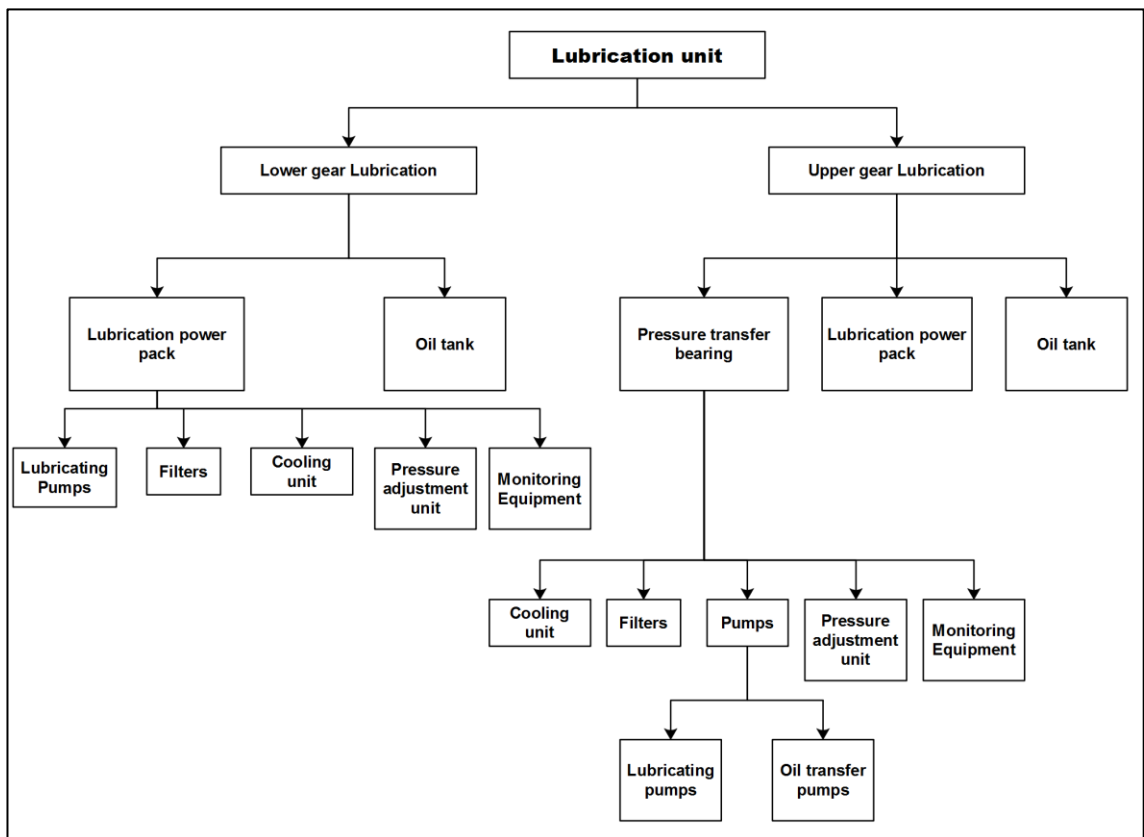 Lubrication unit
Lower gear Lubrication
Upper gear Lubrication
Lubrication power
pack
Oil tank
Pressure transfer
bearing
Lubrication power
pack
Oil tank
Lubricating
Pumps
Filters
Cooling
unit
Pressure
adjustment
unit
Monitoring
Equipment
Cooling
unit
Filters
Pumps
Pressure
adjustment
unit
Monitoring
Equipment
Lubricating
pumps
Oil transfer
pumps